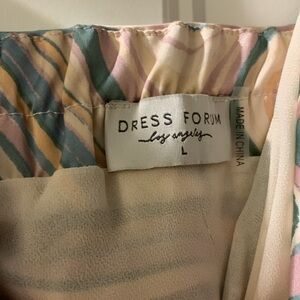 DRESS FORUM
los angeles
L
MADE IN CHINA